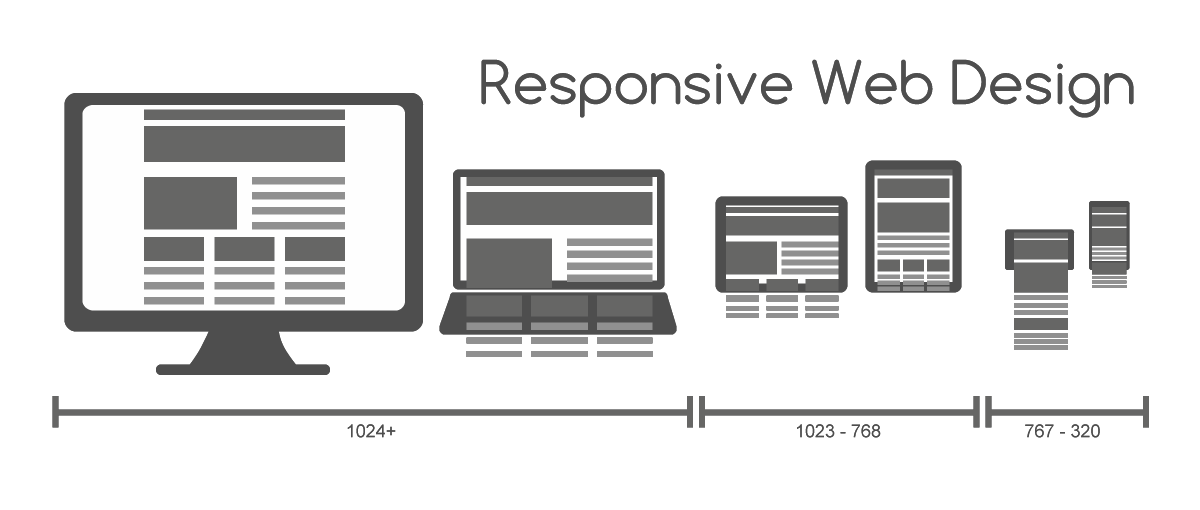 Responsive Web Design
1024+
1023 - 768
767 - 320